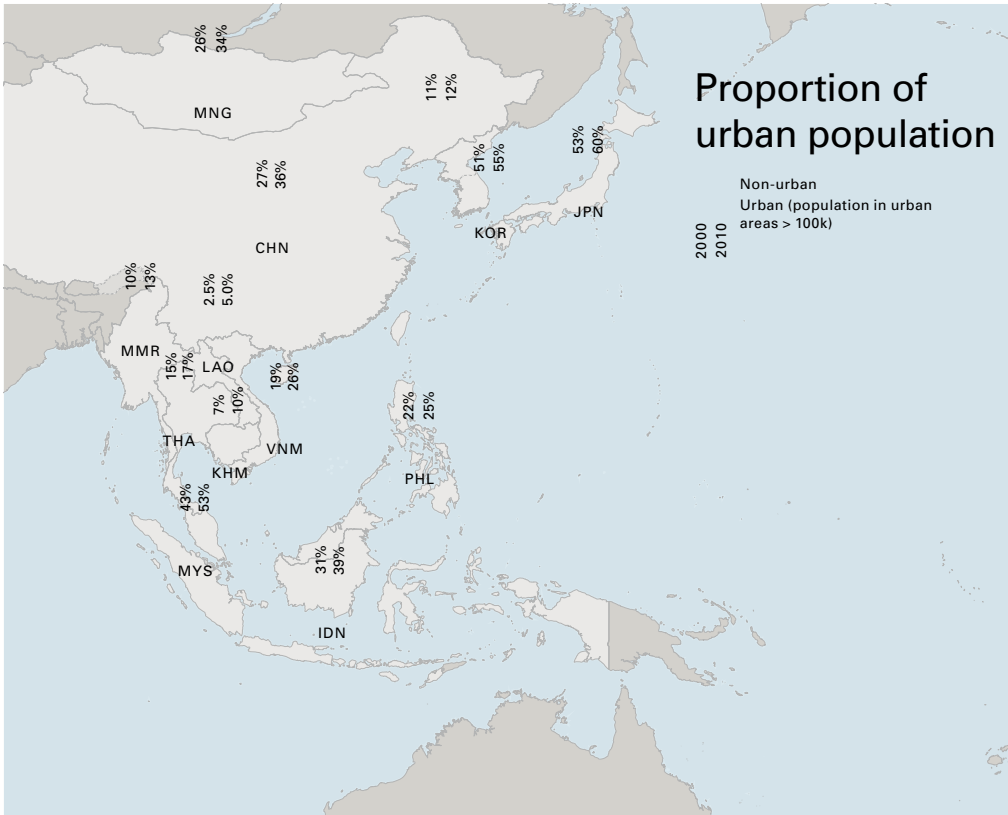 26% 34%
11% 12%
Proportion of
urban population
MNG
53% 60%
51% 55%
27% 36%
Non-urban
Urban (population in urban
areas > 100k)
2000
2010
JPN
KOR
CHN
10% 13%
2.5% 5.0%
MMR
15% 17%
LAO
19% 26%
7% 10%
22% 25%
THA
VNM
KHM
PHL
43% 53%
31% 39%
MYS
IDN